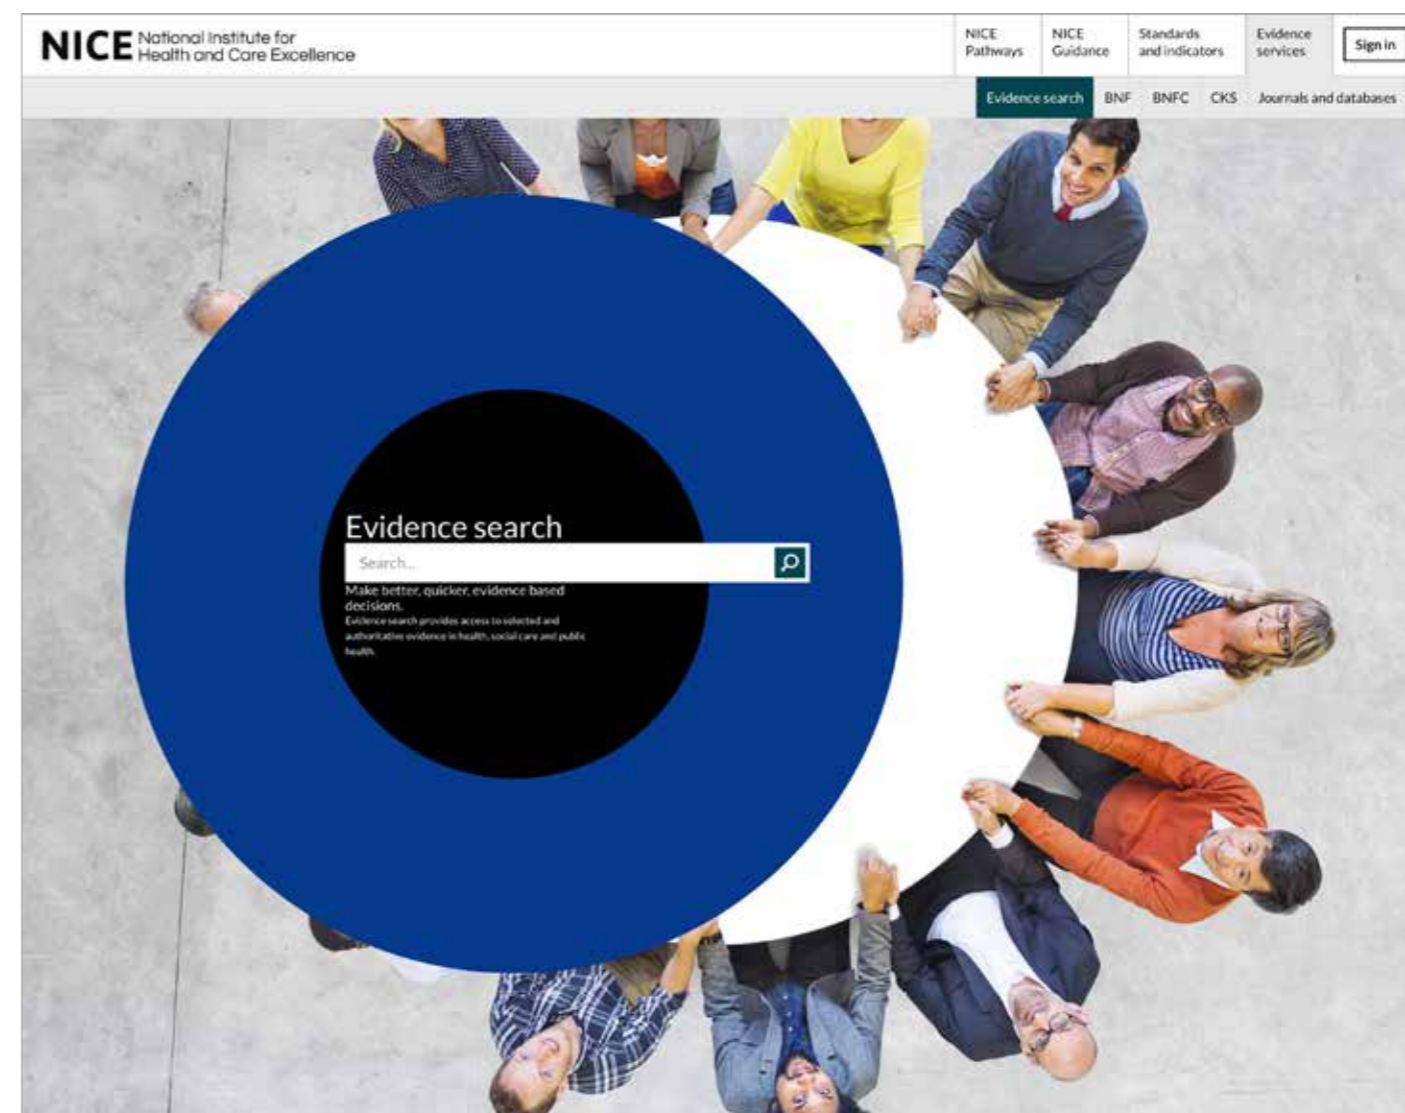 NICE National Institute for
Health and Care Excellence
NICE
Pathways
NICE
Guidance
Standards
and indicators
Evidence
services
Sign in
Evidence search BNF BNFC CKS Journals and databases
Evidence search
Search...
Make better, quicker, evidence based
decisions.
Evidence search provides access to selected and
authoritative evidence in health, social care and public
health.